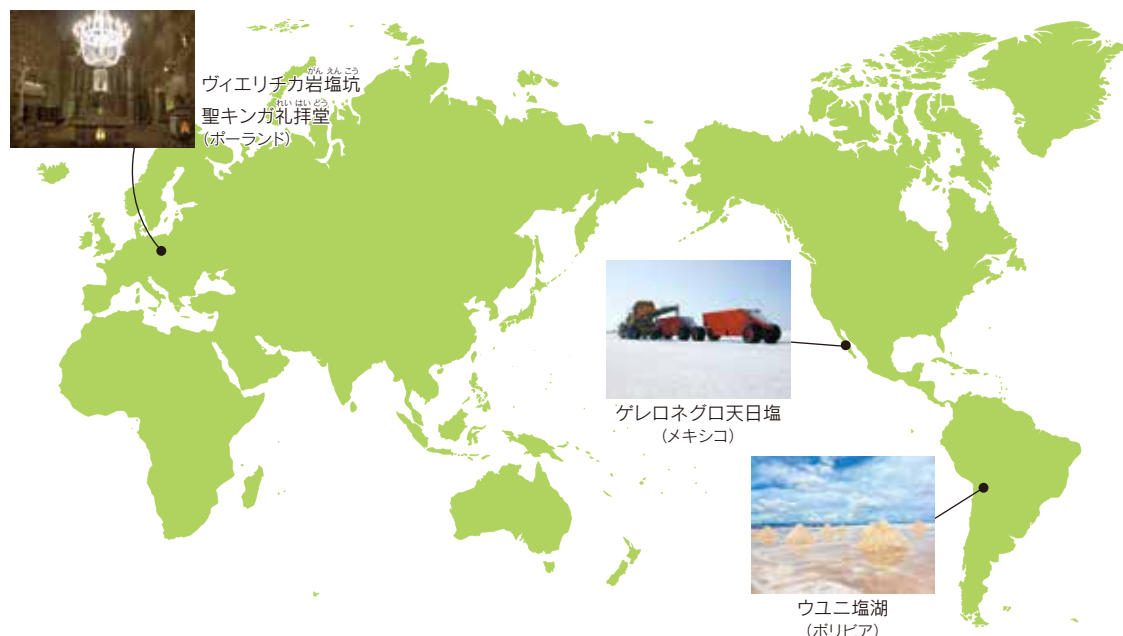 ヴィエリチカ岩塩坑
がんえんこう
聖キンガ礼拝堂
れいはいどう
(ポーランド)
ゲレロネグロ天日塩
(メキシコ)
ウユニ塩湖
(ボリビア)